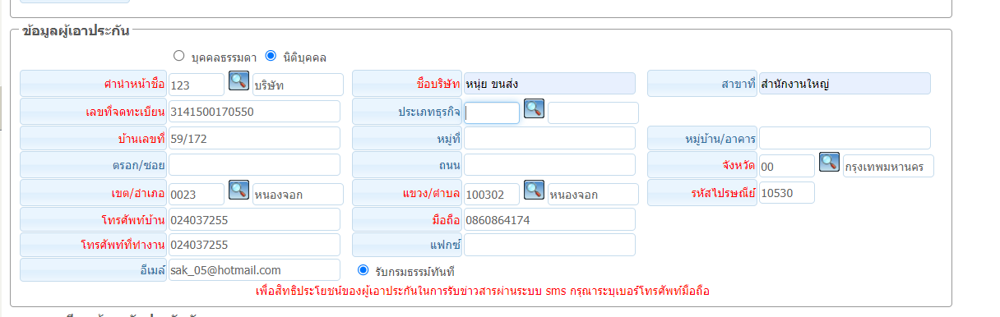 ข้อมูลผู้เอาประกัน
บุคคลธรรมดา นิติบุคคล
คำนำหน้าชื่อ 123 บริษัท ชื่อบริษัท หนุ่ย ขนส่ง สาขาที่ สำนักงานใหญ่
เลขที่จดทะเบียน 3141500170550 ประเภทธุรกิจ
บ้านเลขที่ 59/172 หมู่ที่ หมู่บ้าน/อาคาร
ตรอก/ซอย ถนน จังหวัด 00 กรุงเทพมหานคร
เขต/อำเภอ 0023 หนองจอก แขวง/ตำบล 100302 หนองจอก รหัสไปรษณีย์ 10530
โทรศัพท์บ้าน 024037255 มือถือ 0860864174
โทรศัพท์ที่ทำงาน 024037255 แฟกซ์
อีเมล์ sak_05@hotmail.com รับกรมธรรม์ทันที
เพื่อสิทธิประโยชน์ของผู้เอาประกันในการรับข่าวสารผ่านระบบ sms กรุณาระบุเบอร์โทรศัพท์มือถือ